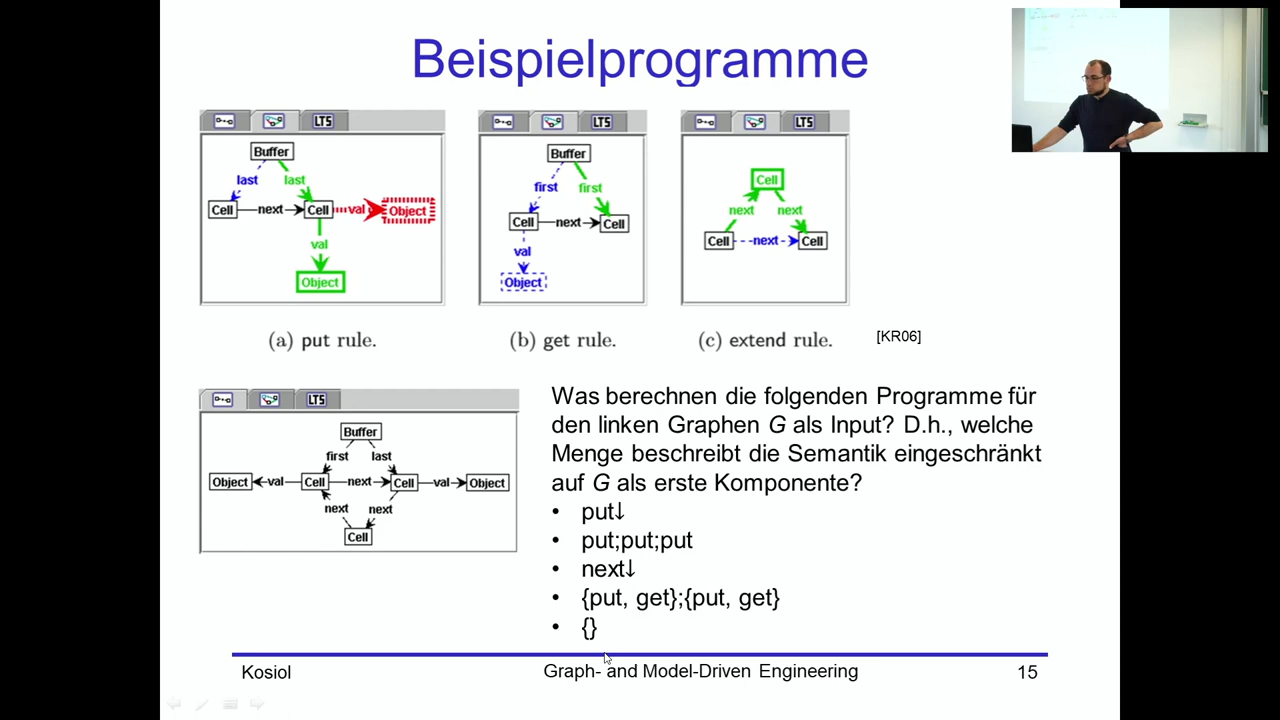 Beispielprogramme
LTS
LTS
LTS
Buffer
last
last
Cell
next
Cell
val
Object
val
Object
Buffer
first
first
Cell
next
Cell
val
Object
Cell
next
next
Cell
next
Cell
(a) put rule.
(b) get rule.
(c) extend rule.
[KR06]
LTS
Buffer
first
last
Object
val
Cell
next
Cell
val
Object
next
next
Cell
Was berechnen die folgenden Programme für
den linken Graphen G als Input? D.h., welche
Menge beschreibt die Semantik eingeschränkt
auf G als erste Komponente?
• put↓
• put;put;put
• next↓
• {put, get};{put, get}
• {}
Kosiol
Graph- and Model-Driven Engineering
15